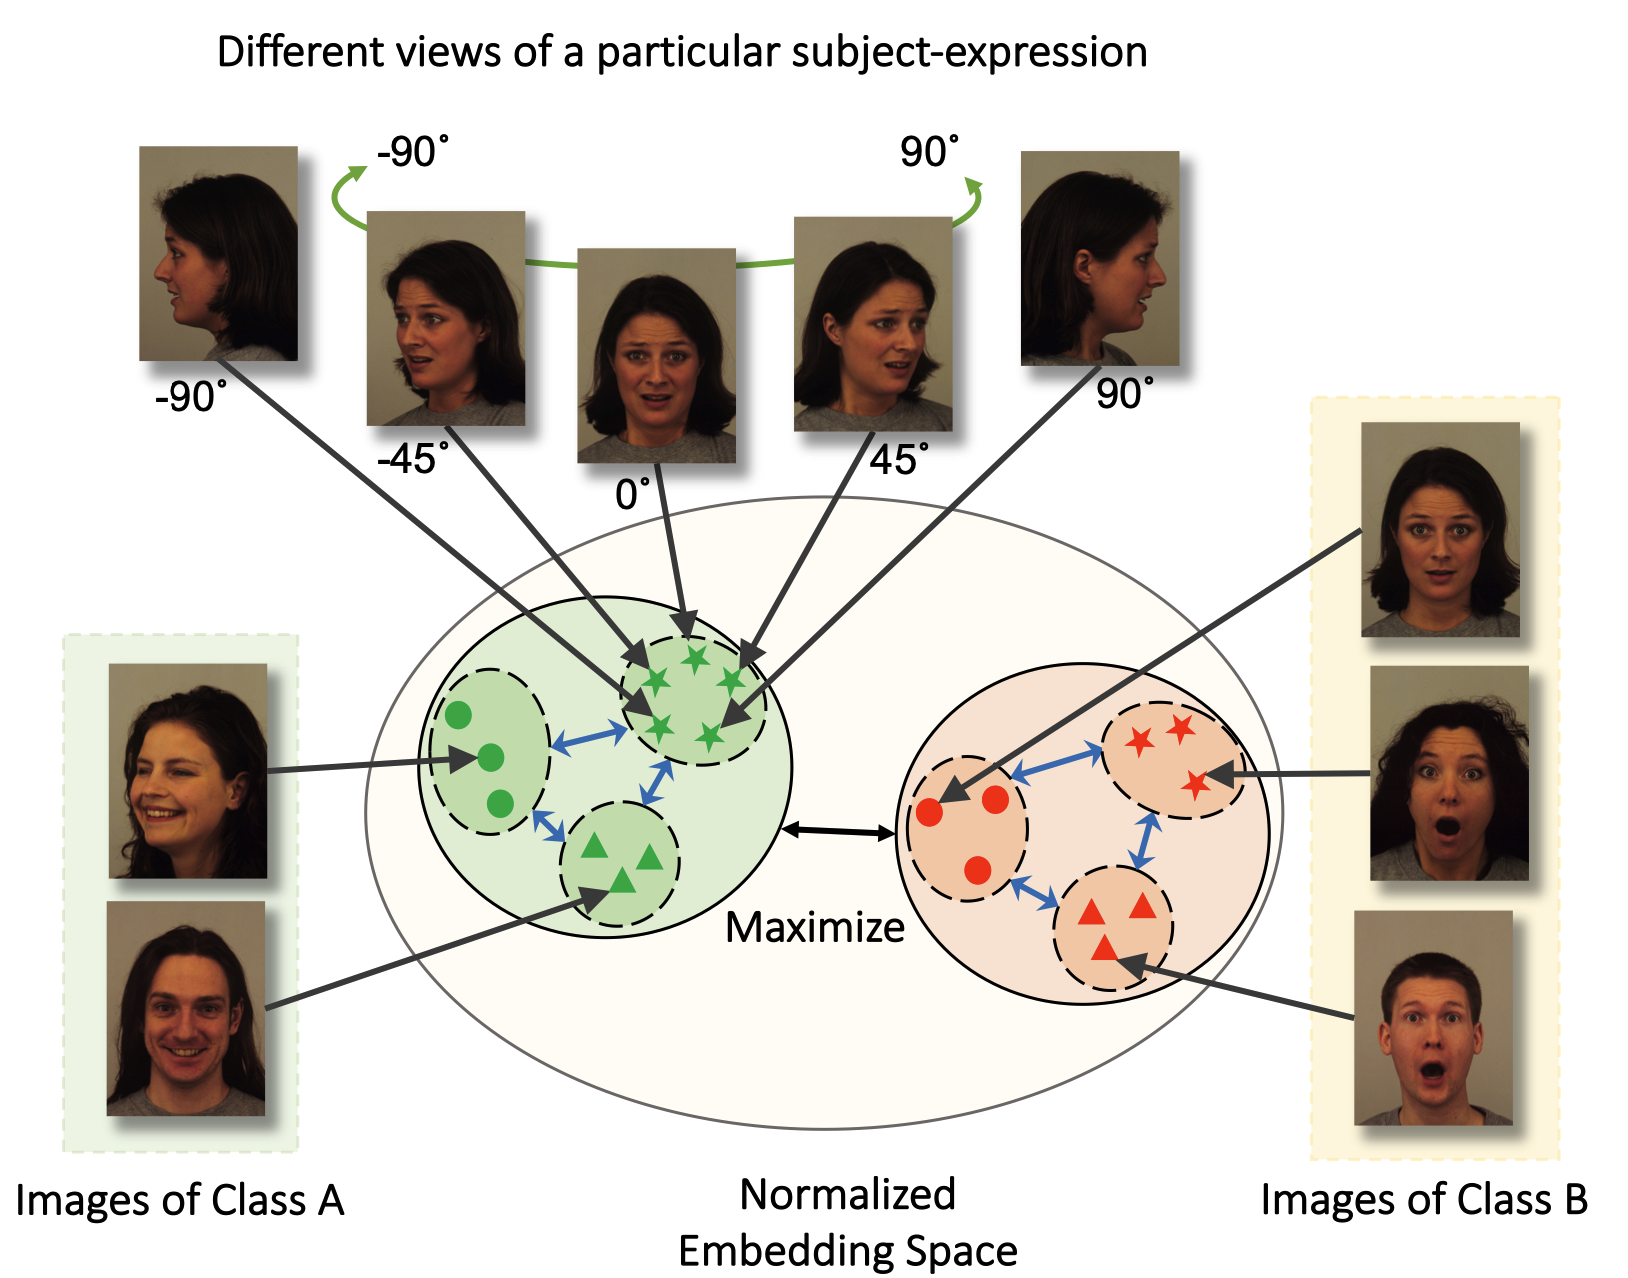 Different views of a particular subject-expression
-90˚
90˚
-90˚
-45˚
0˚
45˚
90˚
Maximize
Images of Class A
Normalized
Embedding Space
Images of Class B